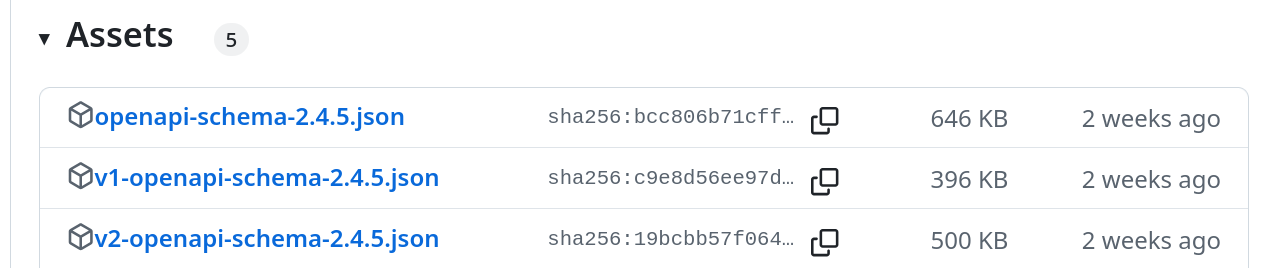 ▼ Assets 5
openapi-schema-2.4.5.json sha256:bcc806b71cff… 646 KB 2 weeks ago
v1-openapi-schema-2.4.5.json sha256:c9e8d56ee97d… 396 KB 2 weeks ago
v2-openapi-schema-2.4.5.json sha256:19bcbb57f064… 500 KB 2 weeks ago